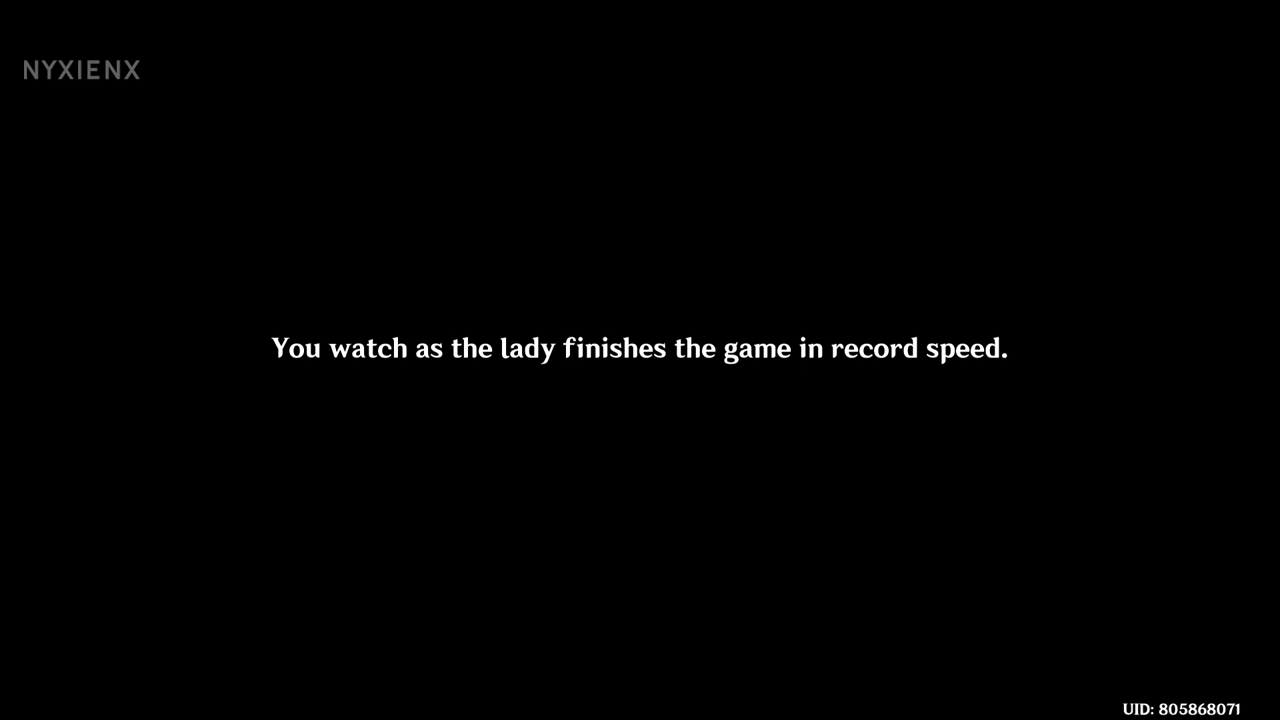 NYXIENX
You watch as the lady finishes the game in record speed.
UID: 805868071